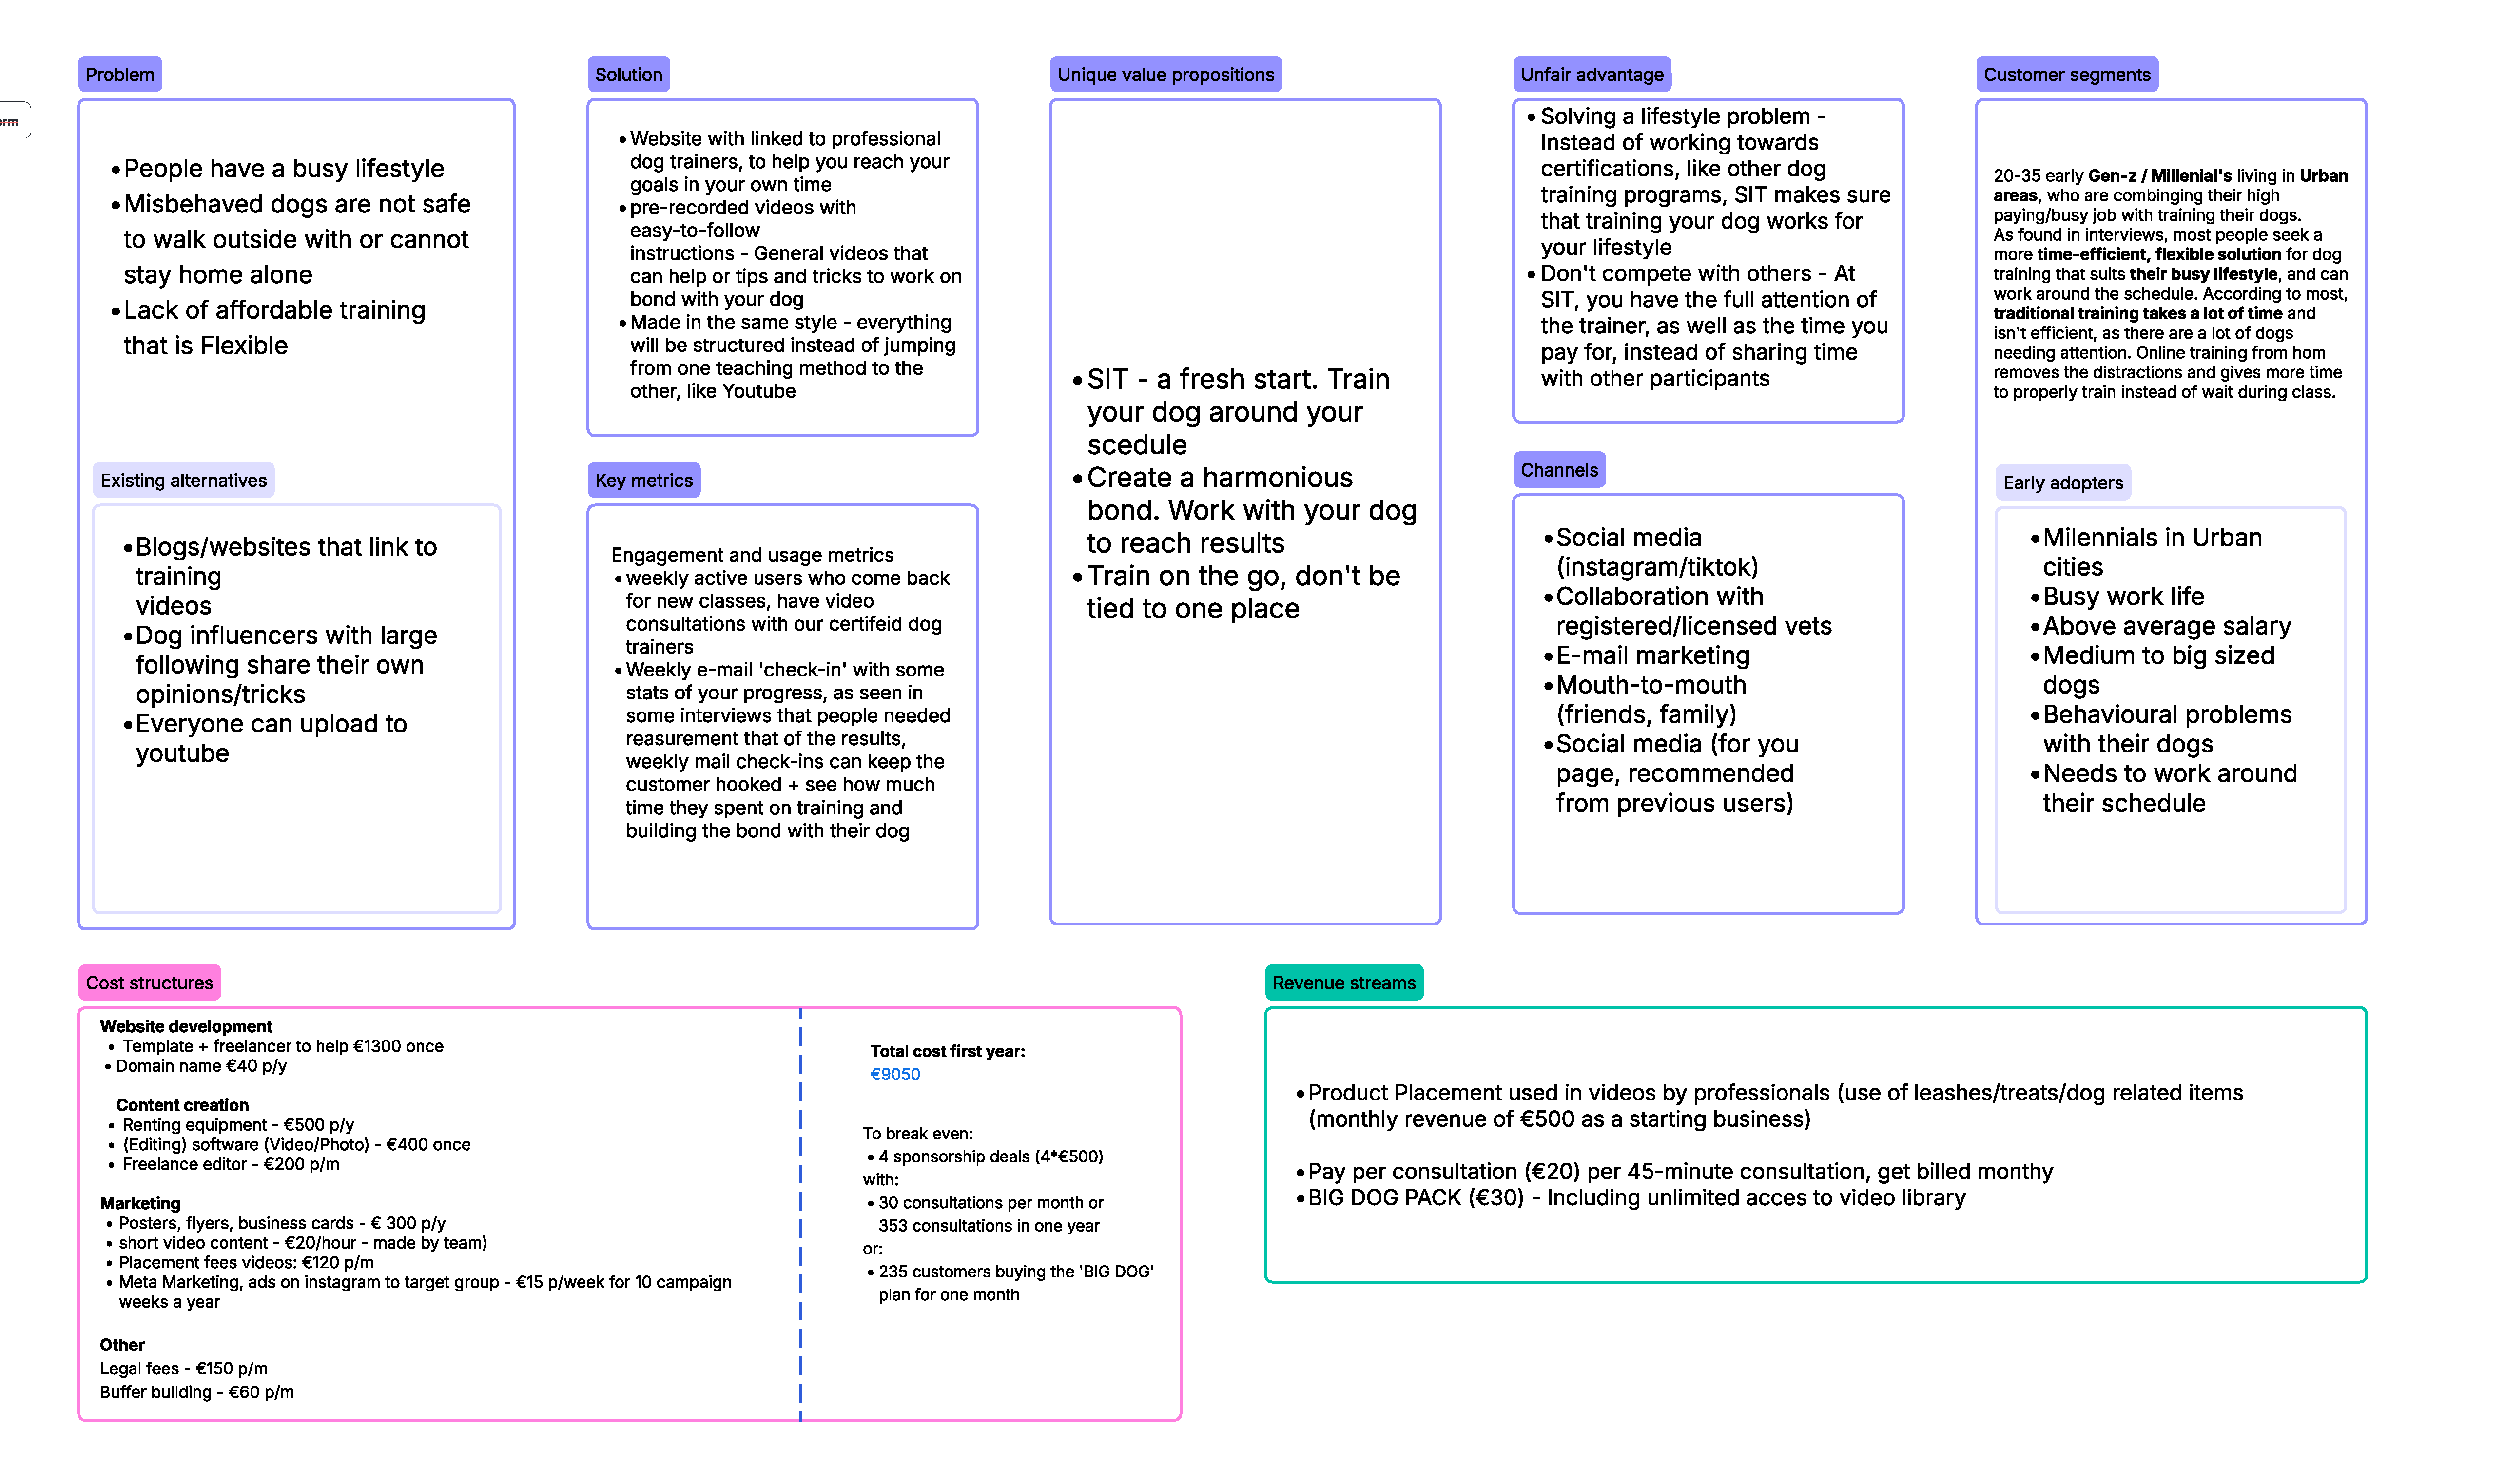 Problem
People have a busy lifestyle
Misbehaved dogs are not safe
to walk outside with or cannot
stay home alone
Lack of affordable training
that is Flexible
Existing alternatives
Blogs/websites that link to
training
videos
Dog influencers with large
following share their own
opinions/tricks
Everyone can upload to
youtube
Solution
Website with linked to professional
dog trainers, to help you reach your
goals in your own time
pre-recorded videos with
easy-to-follow
instructions - General videos that
can help or tips and tricks to work on
bond with your dog
Made in the same style - everything
will be structured instead of jumping
from one teaching method to the
other, like Youtube
Key metrics
Engagement and usage metrics
weekly active users who come back
for new classes, have video
consultations with our certifeid dog
trainers
Weekly e-mail 'check-in' with some
stats of your progress, as seen in
some interviews that people needed
reasurement that of the results,
weekly mail check-ins can keep the
customer hooked + see how much
time they spent on training and
building the bond with their dog
Unique value propositions
SIT - a fresh start. Train
your dog around your
scedule
Create a harmonious
bond. Work with your dog
to reach results
Train on the go, don't be
tied to one place
Unfair advantage
Solving a lifestyle problem -
Instead of working towards
certifications, like other dog
training programs, SIT makes sure
that training your dog works for
your lifestyle
Don't compete with others - At
SIT, you have the full attention of
the trainer, as well as the time you
pay for, instead of sharing time
with other participants
Channels
Social media
(instagram/tiktok)
Collaboration with
registered/licensed vets
E-mail marketing
Mouth-to-mouth
(friends, family)
Social media (for you
page, recommended
from previous users)
Customer segments
20-35 early Gen-z / Millenial's living in Urban
areas, who are combinging their high
paying/busy job with training their dogs.
As found in interviews, most people seek a
more time-efficient, flexible solution for dog
training that suits their busy lifestyle, and can
work around the schedule. According to most,
traditional training takes a lot of time and
isn't efficient, as there are a lot of dogs
needing attention. Online training from hom
removes the distractions and gives more time
to properly train instead of wait during class.
Early adopters
Milennials in Urban
cities
Busy work life
Above average salary
Medium to big sized
dogs
Behavioural problems
with their dogs
Needs to work around
their schedule
Cost structures
Website development
Template + freelancer to help €1300 once
Domain name €40 p/y
Content creation
Renting equipment - €500 p/y
(Editing) software (Video/Photo) - €400 once
Freelance editor - €200 p/m
Marketing
Posters, flyers, business cards - € 300 p/y
short video content - €20/hour - made by team)
Placement fees videos: €120 p/m
Meta Marketing, ads on instagram to target group - €15 p/week for 10 campaign
weeks a year
Other
Legal fees - €150 p/m
Buffer building - €60 p/m
Total cost first year:
€9050
To break even:
4 sponsorship deals (4*€500)
with:
30 consultations per month or
353 consultations in one year
or:
235 customers buying the 'BIG DOG'
plan for one month
Revenue streams
Product Placement used in videos by professionals (use of leashes/treats/dog related items
(monthly revenue of €500 as a starting business)
Pay per consultation (€20) per 45-minute consultation, get billed monthy
BIG DOG PACK (€30) - Including unlimited acces to video library